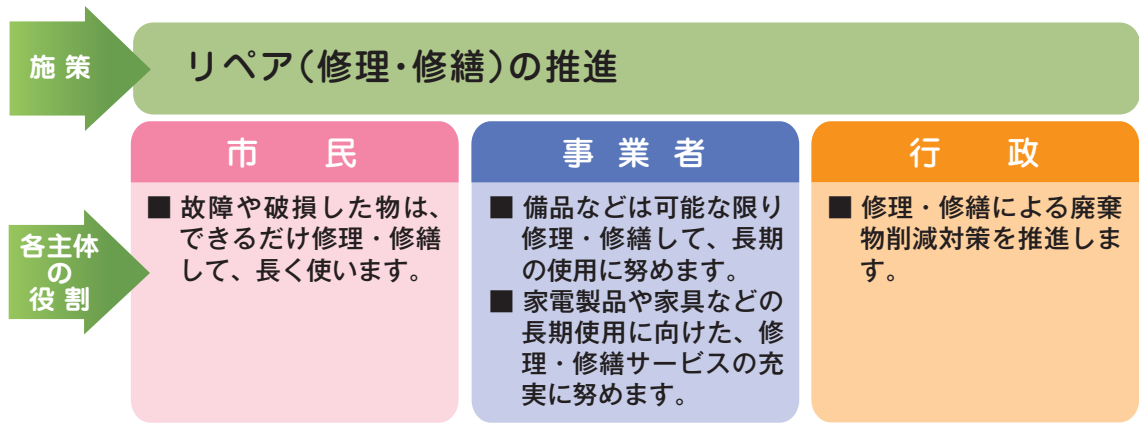 施策
リペア(修理・修繕)の推進
各主体
の
役割
市民
■ 故障や破損した物は、
できるだけ修理・修繕
して、長く使います。
事業者
■ 備品などは可能な限り
修理・修繕して、長期
の使用に努めます。
■ 家電製品や家具などの
長期使用に向けた、修
理・修繕サービスの充
実に努めます。
行政
■ 修理・修繕による廃棄
物削減対策を推進しま
す。